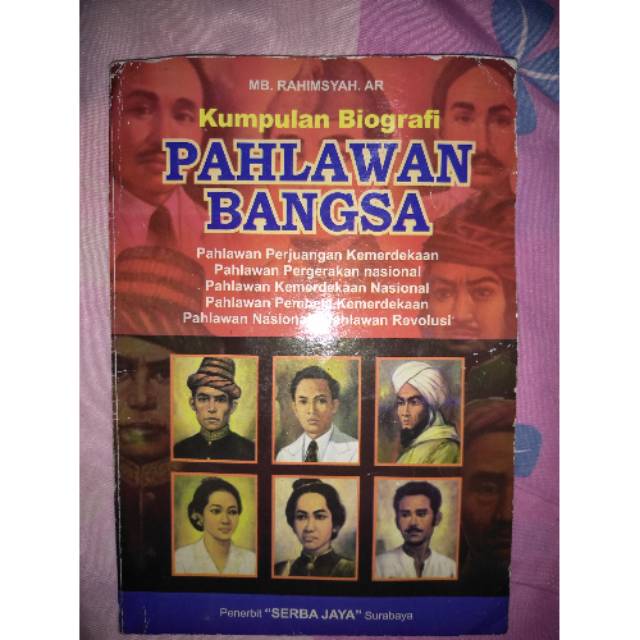 MB. RAHIMSYAH. AR
Kumpulan Biografi
PAHLAWAN
BANGSA
Pahlawan Perjuangan Kemerdekaan
Pahlawan Pergerakan nasional
Pahlawan Kemerdekaan Nasional
Pahlawan Pembela Kemerdekaan
Pahlawan Nasional Pahlawan Revolusi
Penerbit "SERBA JAYA" Surabaya